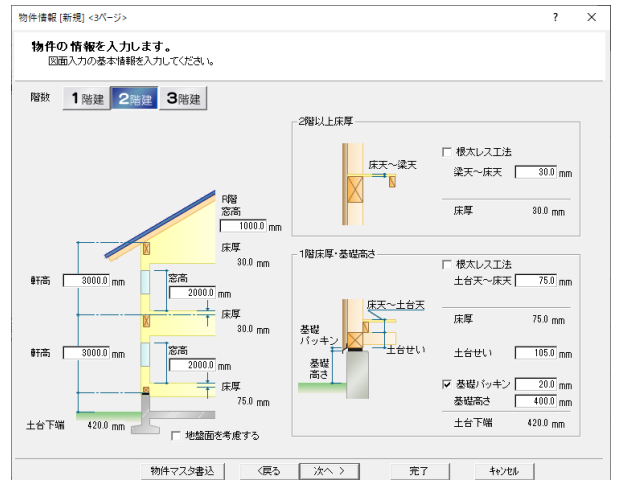 物件情報 [新規] <3ページ>
? ×
物件の情報を入力します。
図面入力の基本情報を入力してください。
階数 1階建 2階建 3階建
R階
窓高
1000.0 mm
床厚
30.0 mm
軒高 3000.0 mm
窓高
2000.0 mm
床厚
30.0 mm
軒高 3000.0 mm
窓高
2000.0 mm
床厚
75.0 mm
土台下端 420.0 mm
地盤面を考慮する
2階以上床厚
床天～梁天
根太レス工法
梁天～床天 30.0 mm
床厚 30.0 mm
1階床厚・基礎高さ
床天～土台天
基礎
パッキン
土台せい
基礎
高さ
根太レス工法
土台天～床天 75.0 mm
床厚 75.0 mm
土台せい 105.0 mm
基礎パッキン 20.0 mm
基礎高さ 400.0 mm
土台下端 420.0 mm
物件マスタ書込 <戻る 次へ > 完了 キャンセル